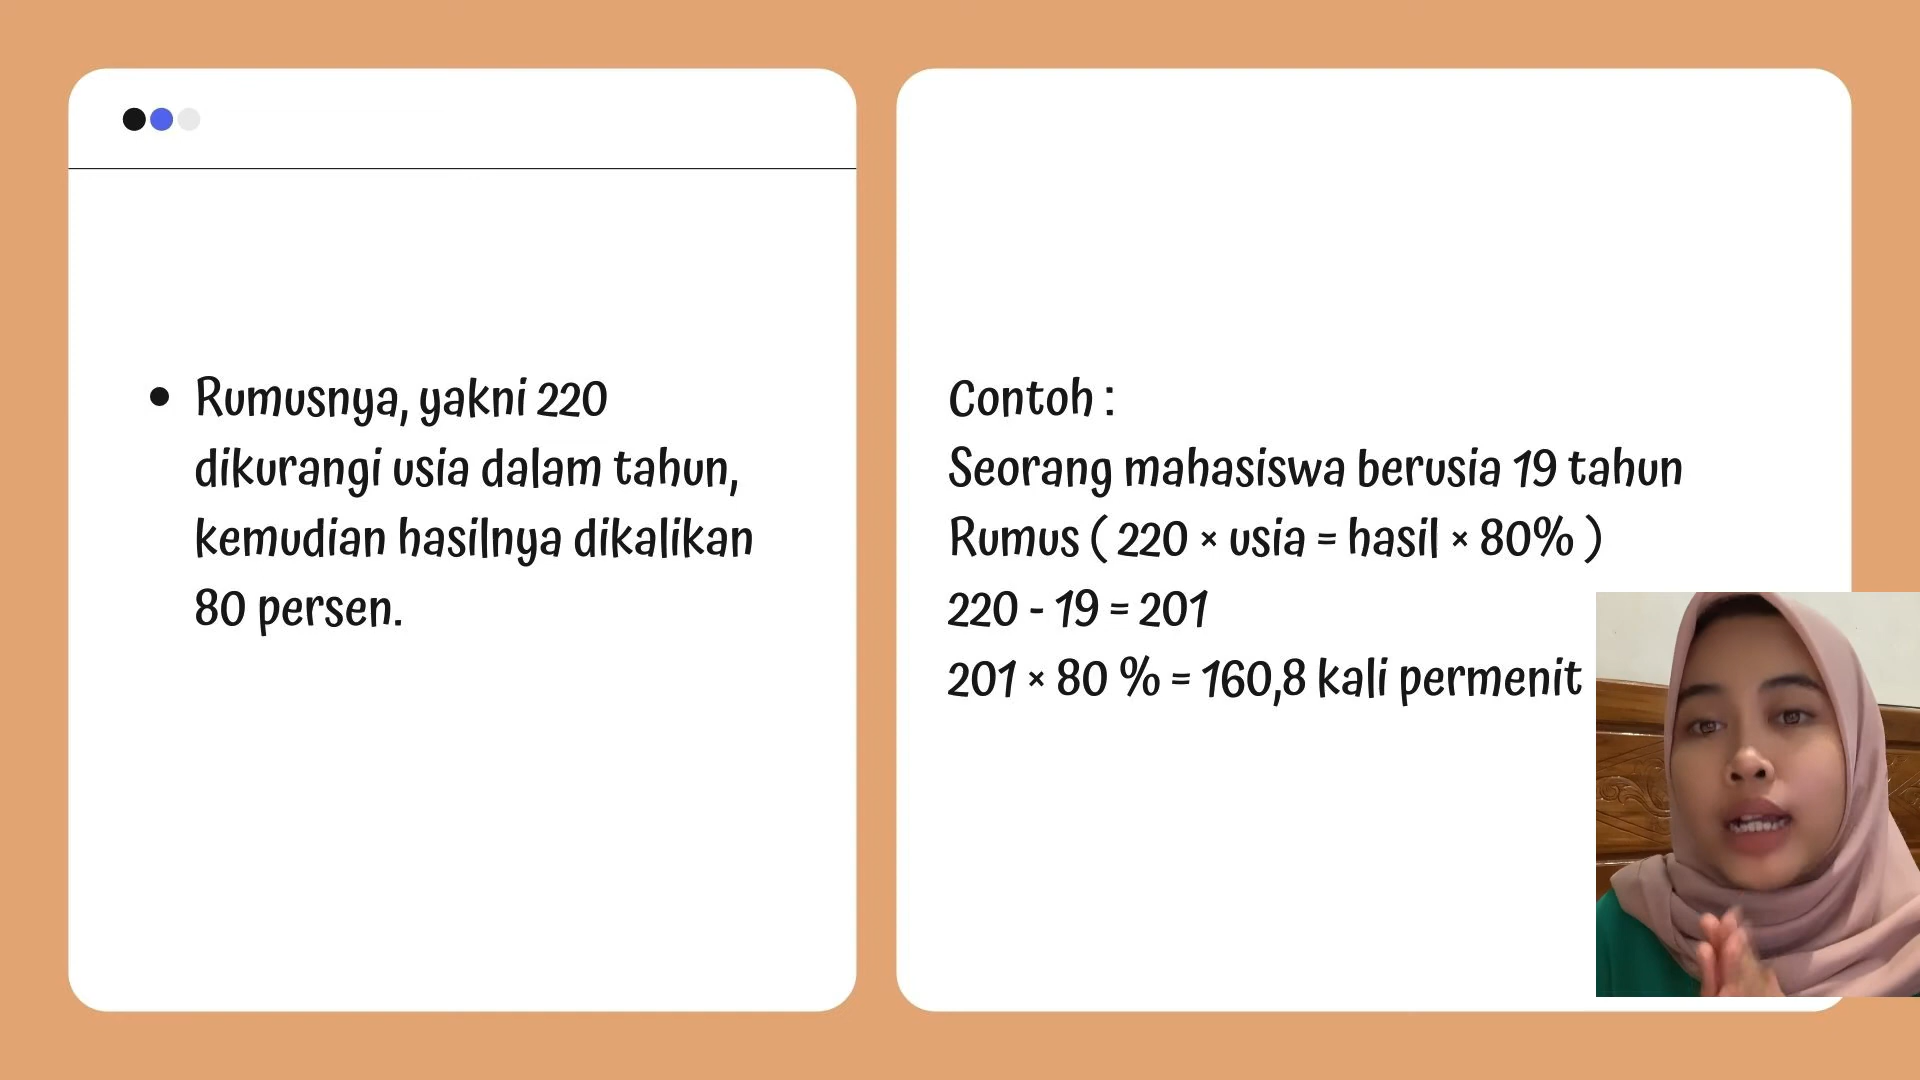 Rumusnya, yakni 220
dikurangi usia dalam tahun,
kemudian hasilnya dikalikan
80 persen.
Contoh :
Seorang mahasiswa berusia 19 tahun
Rumus ( 220 × usia = hasil × 80% )
220 - 19 = 201
201 × 80 % = 160,8 kali permenit